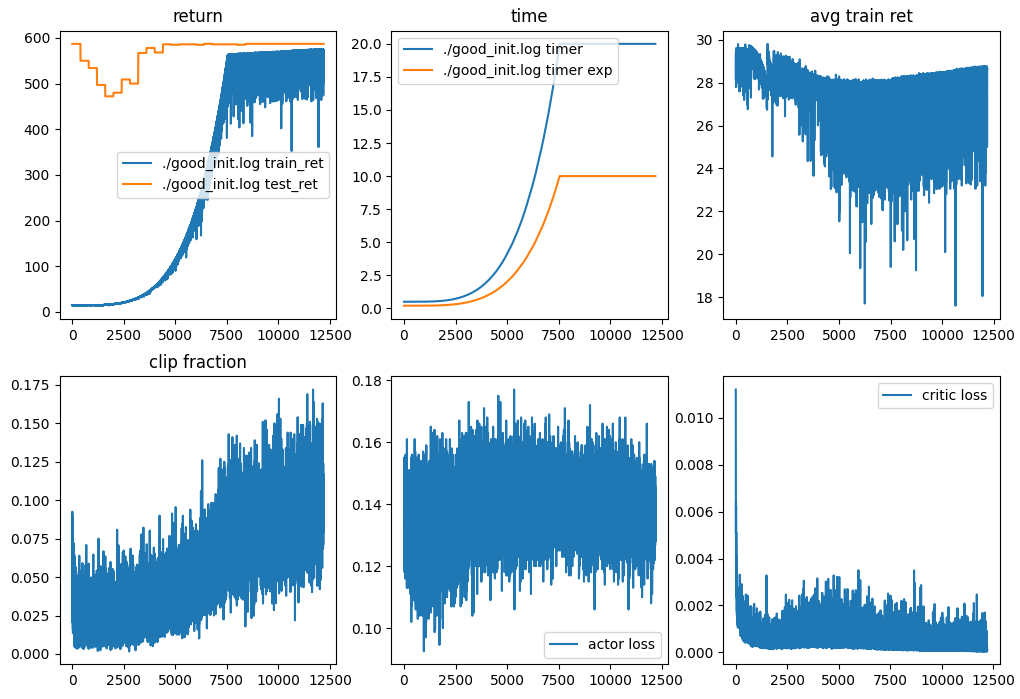 return
600
500
400
300
200
100
0
./good_init.log train_ret
./good_init.log test_ret
0 2500 5000 7500 10000 12500
time
20.0
17.5
15.0
12.5
10.0
7.5
5.0
2.5
0.0
./good_init.log timer
./good_init.log timer exp
0 2500 5000 7500 10000 12500
avg train ret
30
28
26
24
22
20
18
0 2500 5000 7500 10000 12500
clip fraction
0.175
0.150
0.125
0.100
0.075
0.050
0.025
0.000
0 2500 5000 7500 10000 12500
0.18
0.16
0.14
0.12
0.10
actor loss
0 2500 5000 7500 10000 12500
critic loss
0.010
0.008
0.006
0.004
0.002
0.000
0 2500 5000 7500 10000 12500